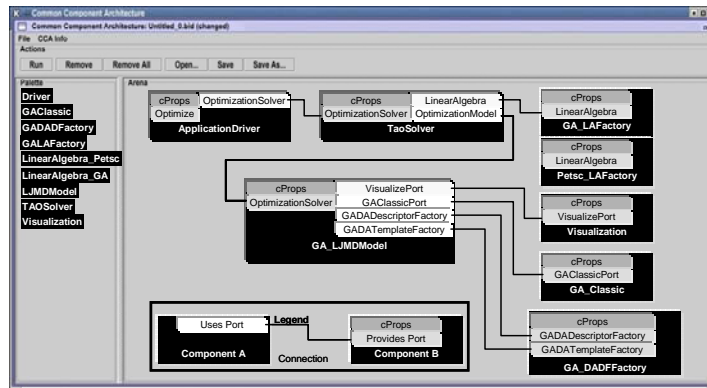 Common Component Architecture
Common Component Architecture: Untitled_0.bld (changed)
File CCA Info
Actions
Run Remove Remove All Open... Save Save As...
Palette
Driver
GAClassic
GADADFactory
GALAFactory
LinearAlgebra_Petsc
LinearAlgebra_GA
LJMDModel
TAOSolver
Visualization
Arena
cProps OptimizationSolver
Optimize
ApplicationDriver
cProps LinearAlgebra
OptimizationSolver OptimizationModel
TaoSolver
cProps
LinearAlgebra
GA_LAFactory
cProps
LinearAlgebra
Petsc_LAFactory
cProps VisualizePort
OptimizationSolver GAClassicPort
GADADescriptorFactory
GADATemplateFactory
GA_LJMDModel
cProps
VisualizePort
Visualization
cProps
GAClassicPort
GA_Classic
cProps
GADADescriptorFactory
GADATemplateFactory
GA_DADFFactory
Legend
Uses Port
Component A
Connection
cProps
Provides Port
Component B